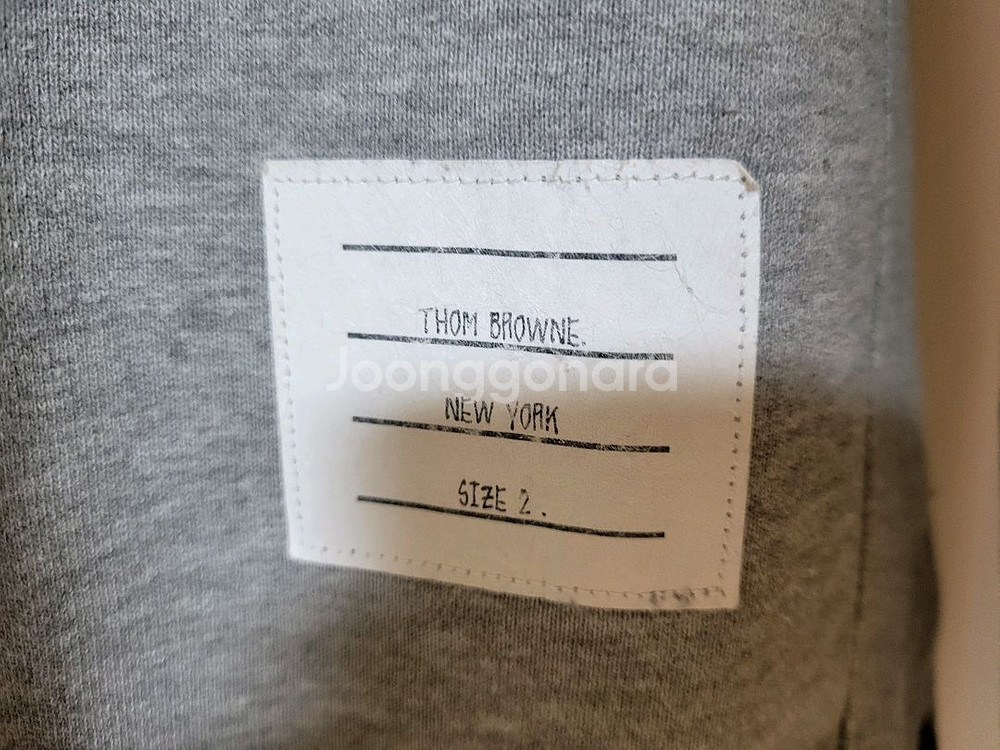 THOM BROWNE.
Joonggonara
NEW YORK
SIZE 2.